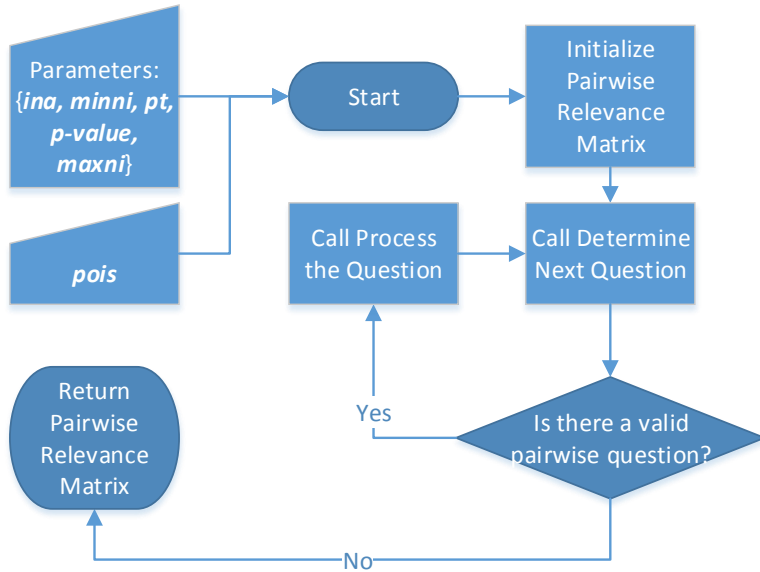 Parameters:
{ina, minni, pt,
p-value,
maxni}
Start
Initialize
Pairwise
Relevance
Matrix
pois
Call Process
the Question
Call Determine
Next Question
Return
Pairwise
Relevance
Matrix
Yes
Is there a valid
pairwise question?
No